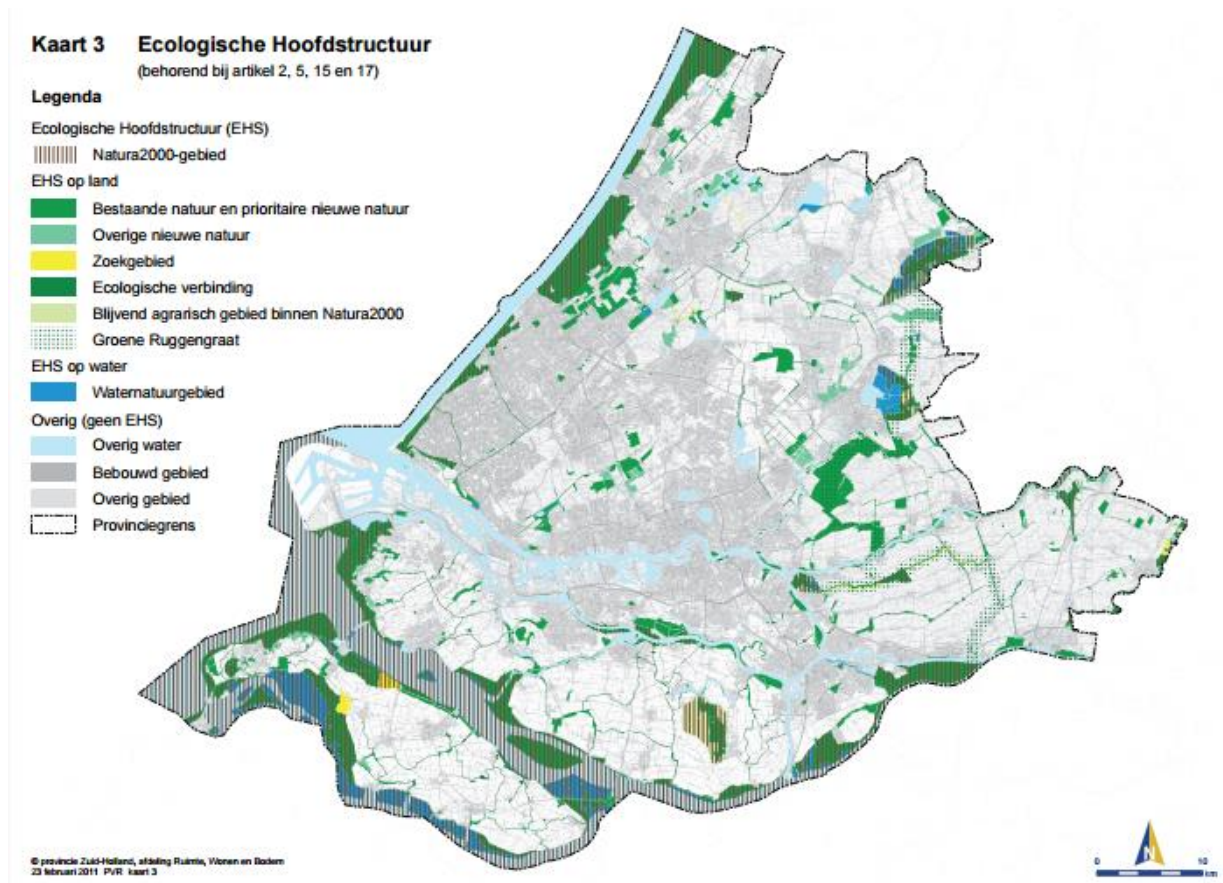 Kaart 3 Ecologische Hoofdstructuur
(behorend bij artikel 2, 5, 15 en 17)
Legenda
Ecologische Hoofdstructuur (EHS)
Natura2000-gebied
EHS op land
Bestaande natuur en prioritaire nieuwe natuur
Overige nieuwe natuur
Zoekgebied
Ecologische verbinding
Blijvend agrarisch gebied binnen Natura2000
Groene Ruggengraat
EHS op water
Waternatuurgebied
Overig (geen EHS)
Overig water
Bebouwd gebied
Overig gebied
Provinciegrens
© provincie Zuid-Holland, afdeling Ruimte, Wonen en Bodem
23 februari 2011 PVR kaart 3
N
0 10
km